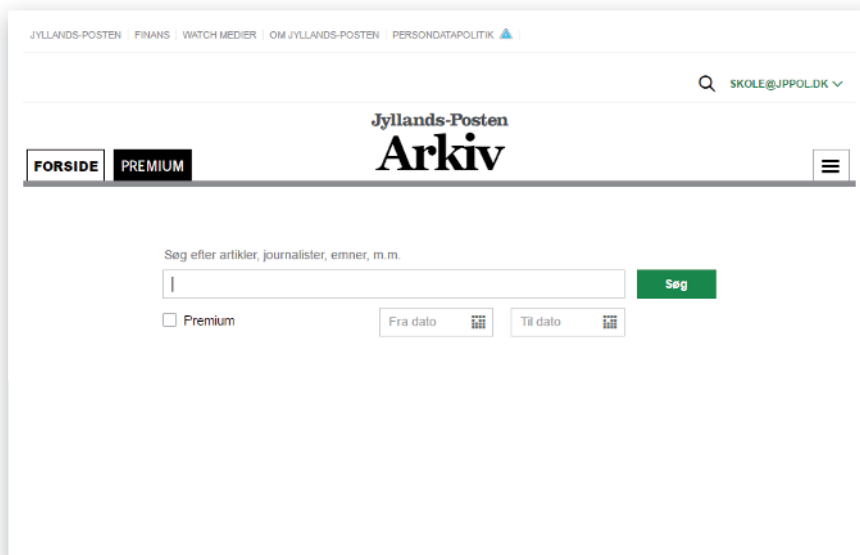 JYLLANDS-POSTEN FINANS WATCH MEDIER OM JYLLANDS-POSTEN PERSONDATAPOLITIK
SKOLE@JPPOL.DK
Jyllands-Posten
Arkiv
FORSIDE PREMIUM
Søg efter artikler, journalister, emner, m.m.
Søg
Premium Fra dato Til dato